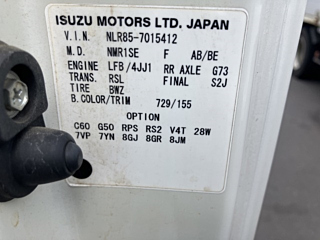 ISUZU MOTORS LTD. JAPAN
V.I.N. NLR85-7015412
M.D. NMR1SE F AB/BE
ENGINE LFB/4JJ1 RR AXLE G73
TRANS. RSL FINAL S2J
TIRE BWZ
B.COLOR/TRIM 729/155
OPTION
C60 G50 RPS RS2 V4T 28W
7VP 7YN 8GJ 8GR 8JM